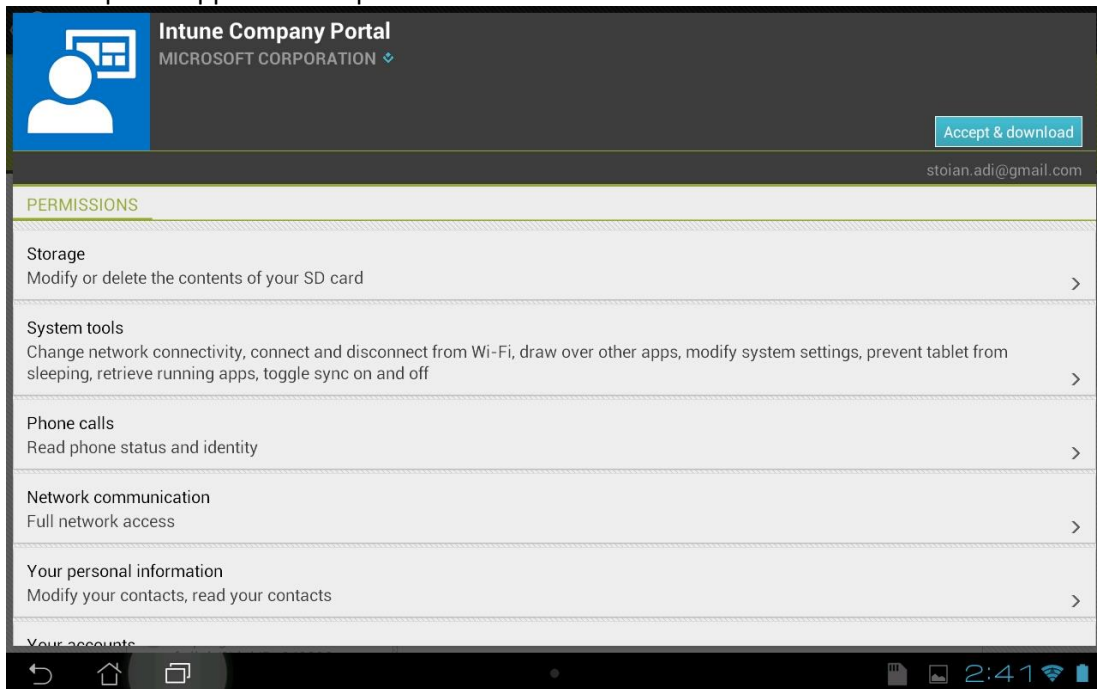 Intune Company Portal
MICROSOFT CORPORATION
Accept & download
stoian.adi@gmail.com
PERMISSIONS
Storage
Modify or delete the contents of your SD card
System tools
Change network connectivity, connect and disconnect from Wi-Fi, draw over other apps, modify system settings, prevent tablet from
sleeping, retrieve running apps, toggle sync on and off
Phone calls
Read phone status and identity
Network communication
Full network access
Your personal information
Modify your contacts, read your contacts
Your accounts
2:41